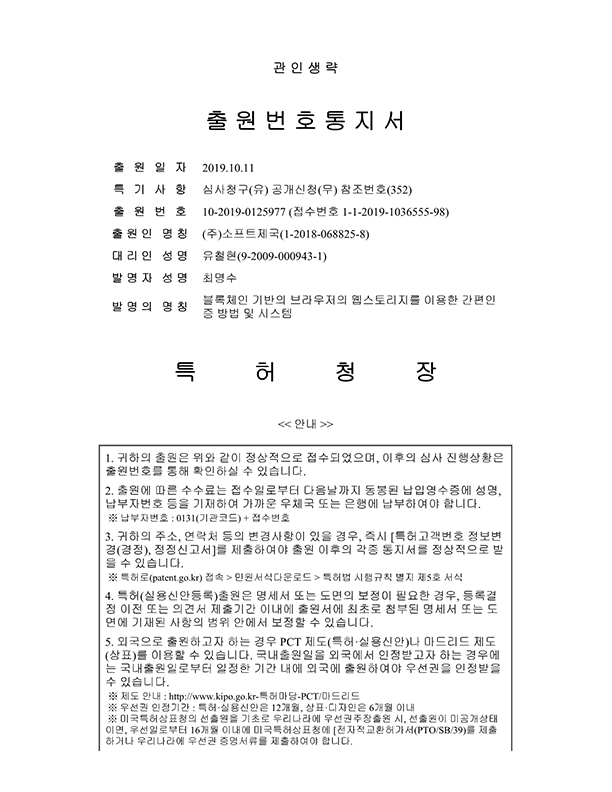 관 인 생 략
출 원 번 호 통 지 서
출 원 일 자 2019.10.11
특 기 사 항 심사청구(유) 공개신청(무) 참조번호(352)
출 원 번 호 10-2019-0125977 (접수번호 1-1-2019-1036555-98)
출원인 명칭 (주)소프트제국(1-2018-068825-8)
대리인 성명 유철현(9-2009-000943-1)
발명자 성명 최명수
발명의 명칭 블록체인 기반의 브라우저의 웹스토리지를 이용한 간편인
증 방법 및 시스템
특 허 청 장
<< 안내 >>
1. 귀하의 출원은 위와 같이 정상적으로 접수되었으며, 이후의 심사 진행상황은
출원번호를 통해 확인하실 수 있습니다.
2. 출원에 따른 수수료는 접수일로부터 다음날까지 동봉된 납입영수증에 성명,
납부자번호 등을 기재하여 가까운 우체국 또는 은행에 납부하여야 합니다.
※ 납부자번호 : 0131(기관코드) + 접수번호
3. 귀하의 주소, 연락처 등의 변경사항이 있을 경우, 즉시 [특허고객번호 정보변
경(경정), 정정신고서]를 제출하여야 출원 이후의 각종 통지서를 정상적으로 받
을 수 있습니다.
※ 특허로(patent.go.kr) 접속 > 민원서식다운로드 > 특허법 시행규칙 별지 제5호 서식
4. 특허(실용신안등록)출원은 명세서 또는 도면의 보정이 필요한 경우, 등록결
정 이전 또는 의견서 제출기간 이내에 출원서에 최초로 첨부된 명세서 또는 도
면에 기재된 사항의 범위 안에서 보정할 수 있습니다.
5. 외국으로 출원하고자 하는 경우 PCT 제도(특허·실용신안)나 마드리드 제도
(상표)를 이용할 수 있습니다. 국내출원일을 외국에서 인정받고자 하는 경우에
는 국내출원일로부터 일정한 기간 내에 외국에 출원하여야 우선권을 인정받을
수 있습니다.
※ 제도 안내 : http://www.kipo.go.kr-특허마당-PCT/마드리드
※ 우선권 인정기간 : 특허·실용신안은 12개월, 상표·디자인은 6개월 이내
※ 미국특허상표청의 선출원을 기초로 우리나라에 우선권주장출원 시, 선출원이 미공개상태
이면, 우선일로부터 16개월 이내에 미국특허상표청에 [전자적교환허가서(PTO/SB/39)를 제출
하거나 우리나라에 우선권 증명서류를 제출하여야 합니다.